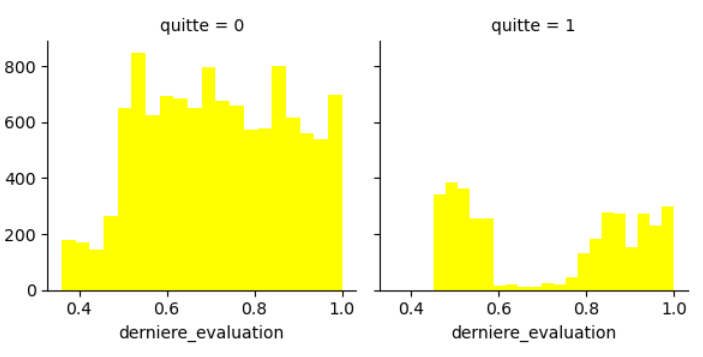 quitte = 0
quitte = 1
800
600
400
200
0
0.4 0.6 0.8 1.0
0.4 0.6 0.8 1.0
derniere_evaluation
derniere_evaluation